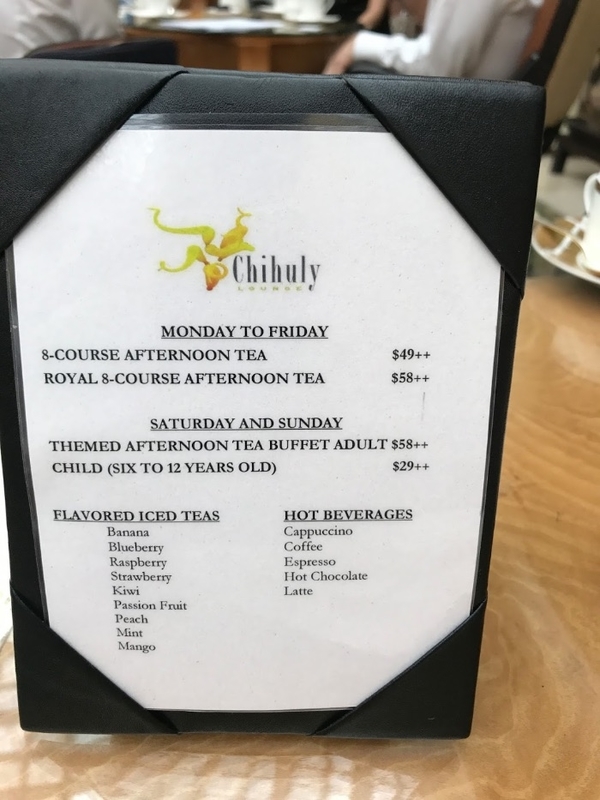 Chihuly
LOUNGE
MONDAY TO FRIDAY
8-COURSE AFTERNOON TEA $49++
ROYAL 8-COURSE AFTERNOON TEA $58++
SATURDAY AND SUNDAY
THEMED AFTERNOON TEA BUFFET ADULT $58++
CHILD (SIX TO 12 YEARS OLD) $29++
FLAVORED ICED TEAS
Banana
Blueberry
Raspberry
Strawberry
Kiwi
Passion Fruit
Peach
Mint
Mango
HOT BEVERAGES
Cappuccino
Coffee
Espresso
Hot Chocolate
Latte